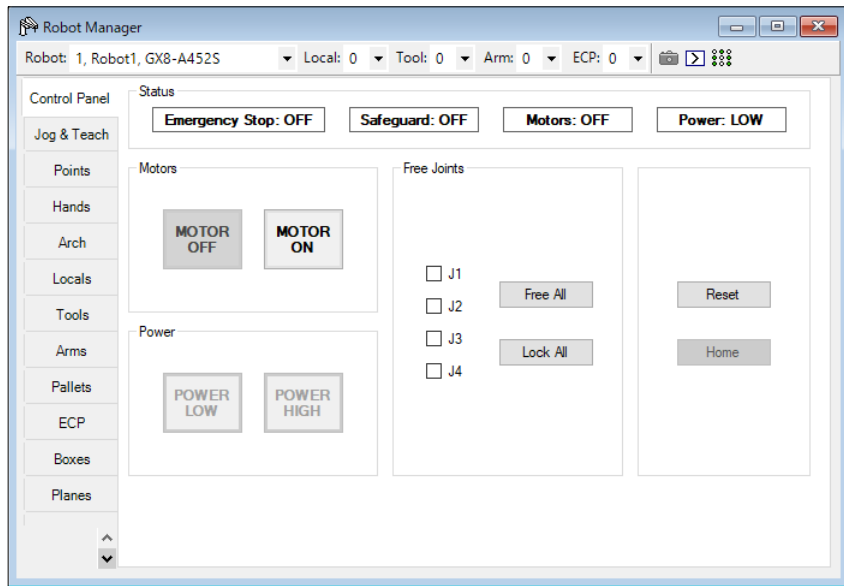 Robot Manager
Robot: 1, Robot1, GX8-A452S Local: 0 Tool: 0 Arm: 0 ECP: 0
Control Panel
Jog & Teach
Points
Hands
Arch
Locals
Tools
Arms
Pallets
ECP
Boxes
Planes
Status
Emergency Stop: OFF Safeguard: OFF Motors: OFF Power: LOW
Motors
MOTOR
OFF
MOTOR
ON
Power
POWER
LOW
POWER
HIGH
Free Joints
J1
J2
J3
J4
Free All
Lock All
Reset
Home